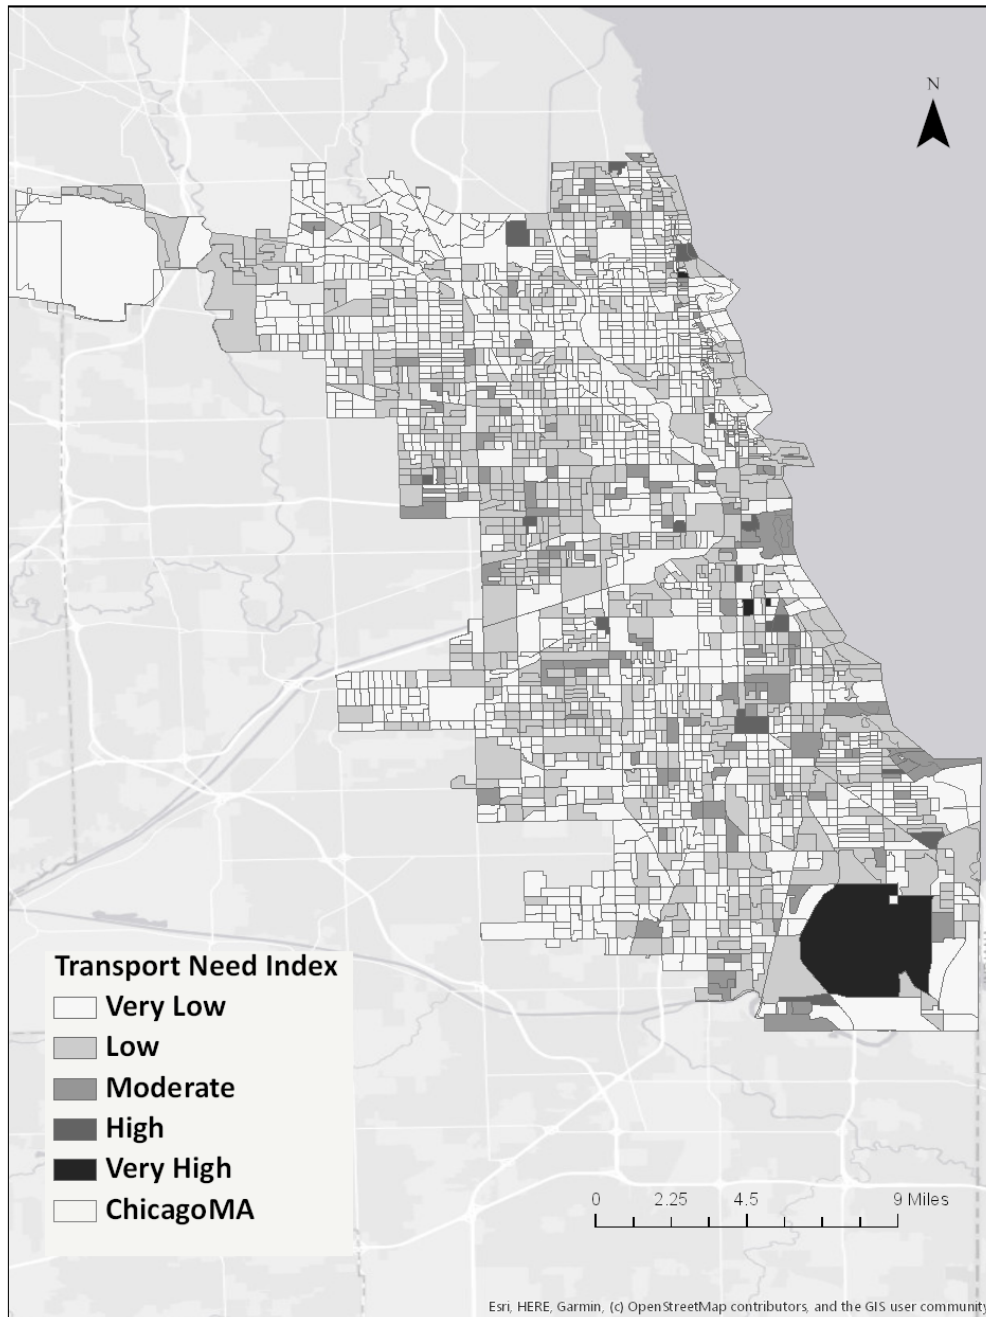 N
Transport Need Index
Very Low
Low
Moderate
High
Very High
ChicagoMA
0 2.25 4.5 9 Miles
Esri, HERE, Garmin, (c) OpenStreetMap contributors, and the GIS user community